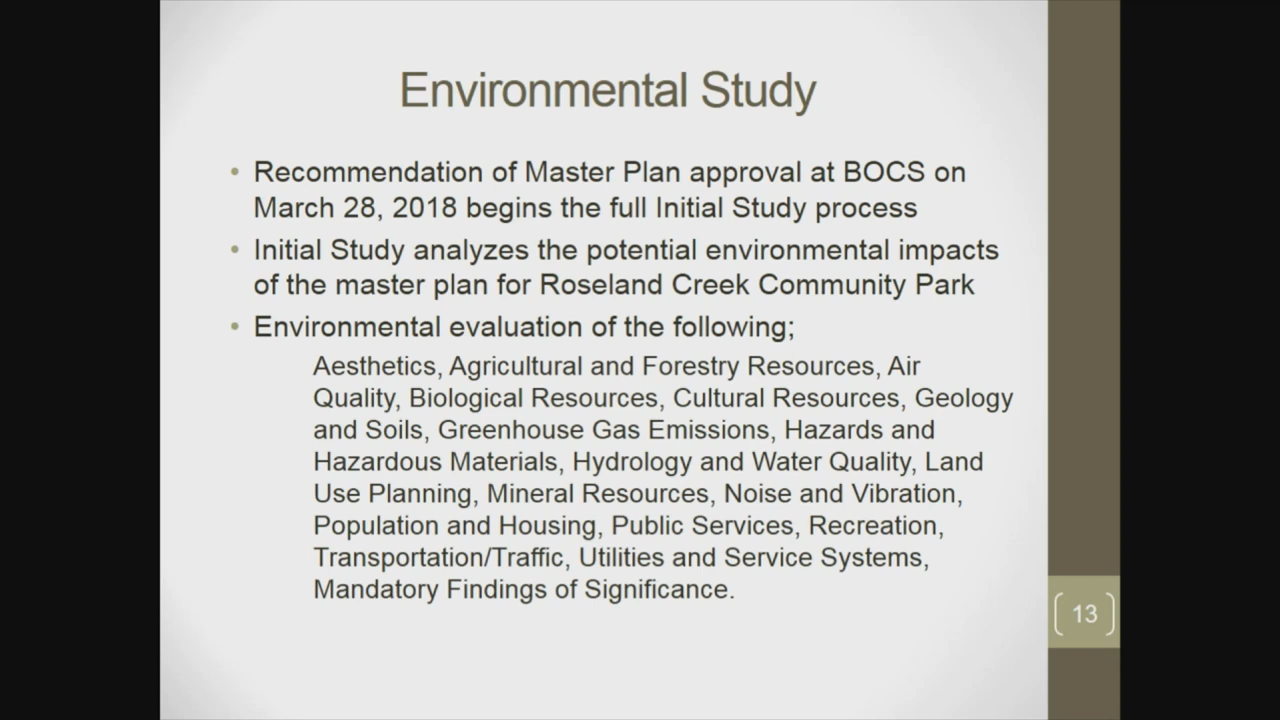 Environmental Study
• Recommendation of Master Plan approval at BOCS on
March 28, 2018 begins the full Initial Study process
• Initial Study analyzes the potential environmental impacts
of the master plan for Roseland Creek Community Park
• Environmental evaluation of the following;
Aesthetics, Agricultural and Forestry Resources, Air
Quality, Biological Resources, Cultural Resources, Geology
and Soils, Greenhouse Gas Emissions, Hazards and
Hazardous Materials, Hydrology and Water Quality, Land
Use Planning, Mineral Resources, Noise and Vibration,
Population and Housing, Public Services, Recreation,
Transportation/Traffic, Utilities and Service Systems,
Mandatory Findings of Significance.
13